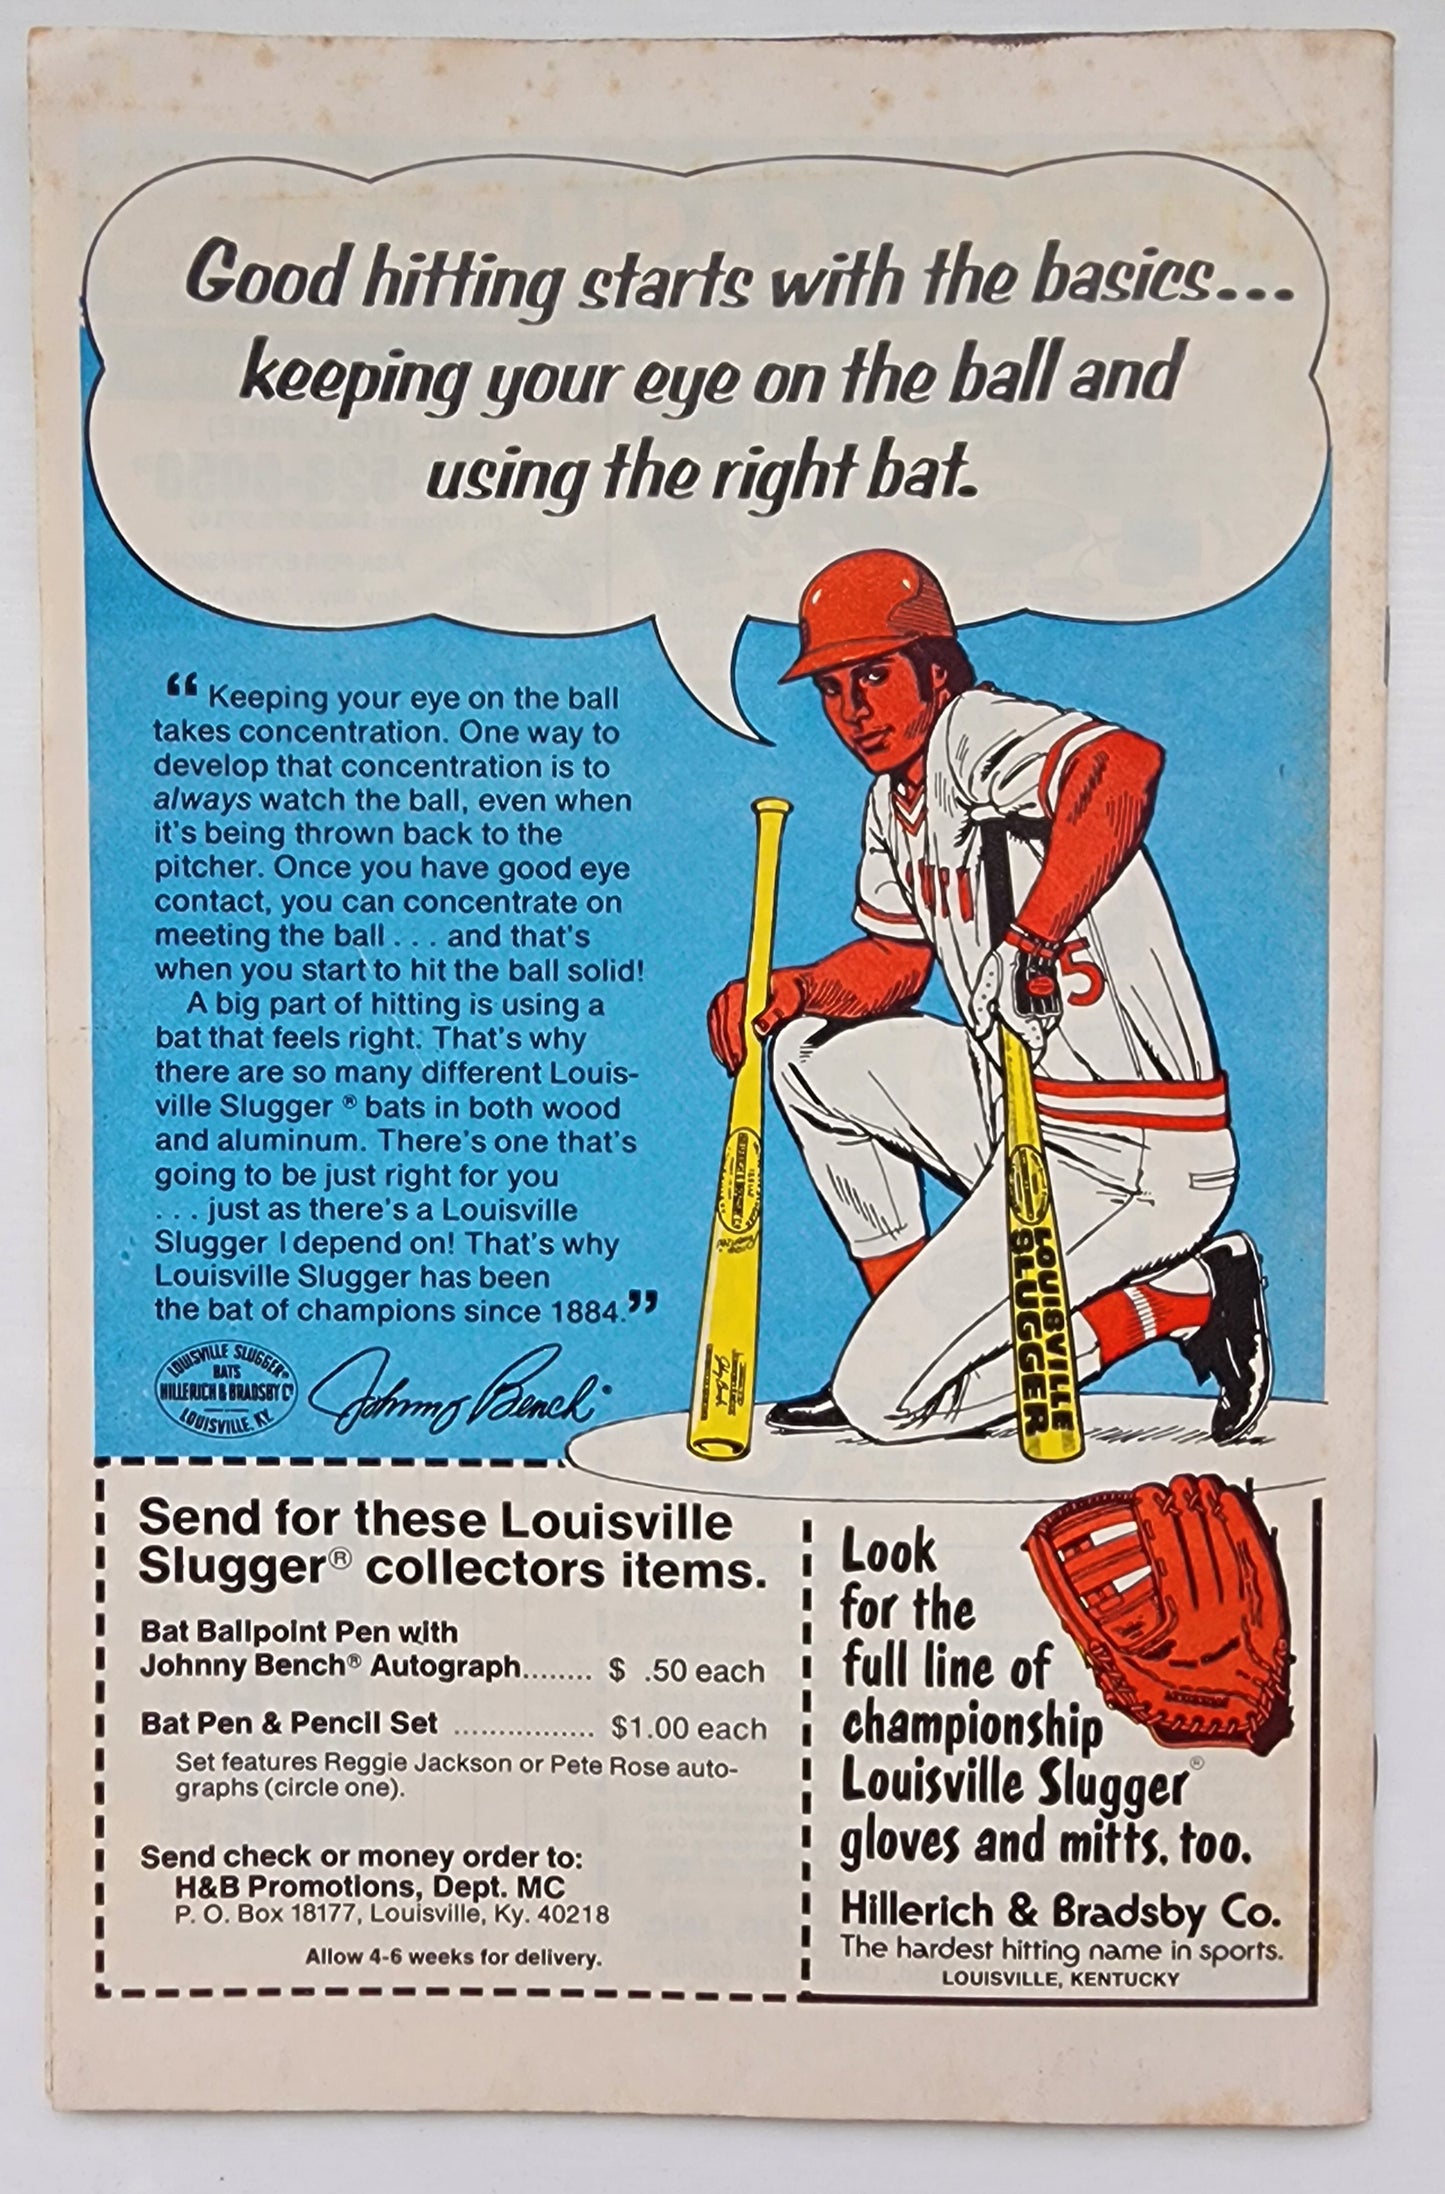 Good hitting starts with the basics...
keeping your eye on the ball and
using the right bat.
“Keeping your eye on the ball
takes concentration. One way to
develop that concentration is to
always watch the ball, even when
it's being thrown back to the
pitcher. Once you have good eye
contact, you can concentrate on
meeting the ball . . . and that's
when you start to hit the ball solid!
A big part of hitting is using a
bat that feels right. That's why
there are so many different Louis-
ville Slugger ® bats in both wood
and aluminum. There's one that's
going to be just right for you
. . . just as there's a Louisville
Slugger I depend on! That's why
Louisville Slugger has been
the bat of champions since 1884.”
LOUISVILLE SLUGGER®
BATS
HILLERICH & BRADSBY Cº
LOUISVILLE, KY.
Johnny Bench
5
LOUISVILLE
SLUGGER
Send for these Louisville
Slugger® collectors items.
Bat Ballpoint Pen with
Johnny Bench® Autograph........ $ .50 each
Bat Pen & Pencil Set ................ $1.00 each
Set features Reggie Jackson or Pete Rose auto-
graphs (circle one).
Send check or money order to:
H&B Promotions, Dept. MC
P. O. Box 18177, Louisville, Ky. 40218
Allow 4-6 weeks for delivery.
Look
for the
full line of
championship
Louisville Slugger®
gloves and mitts, too.
Hillerich & Bradsby Co.
The hardest hitting name in sports.
LOUISVILLE, KENTUCKY